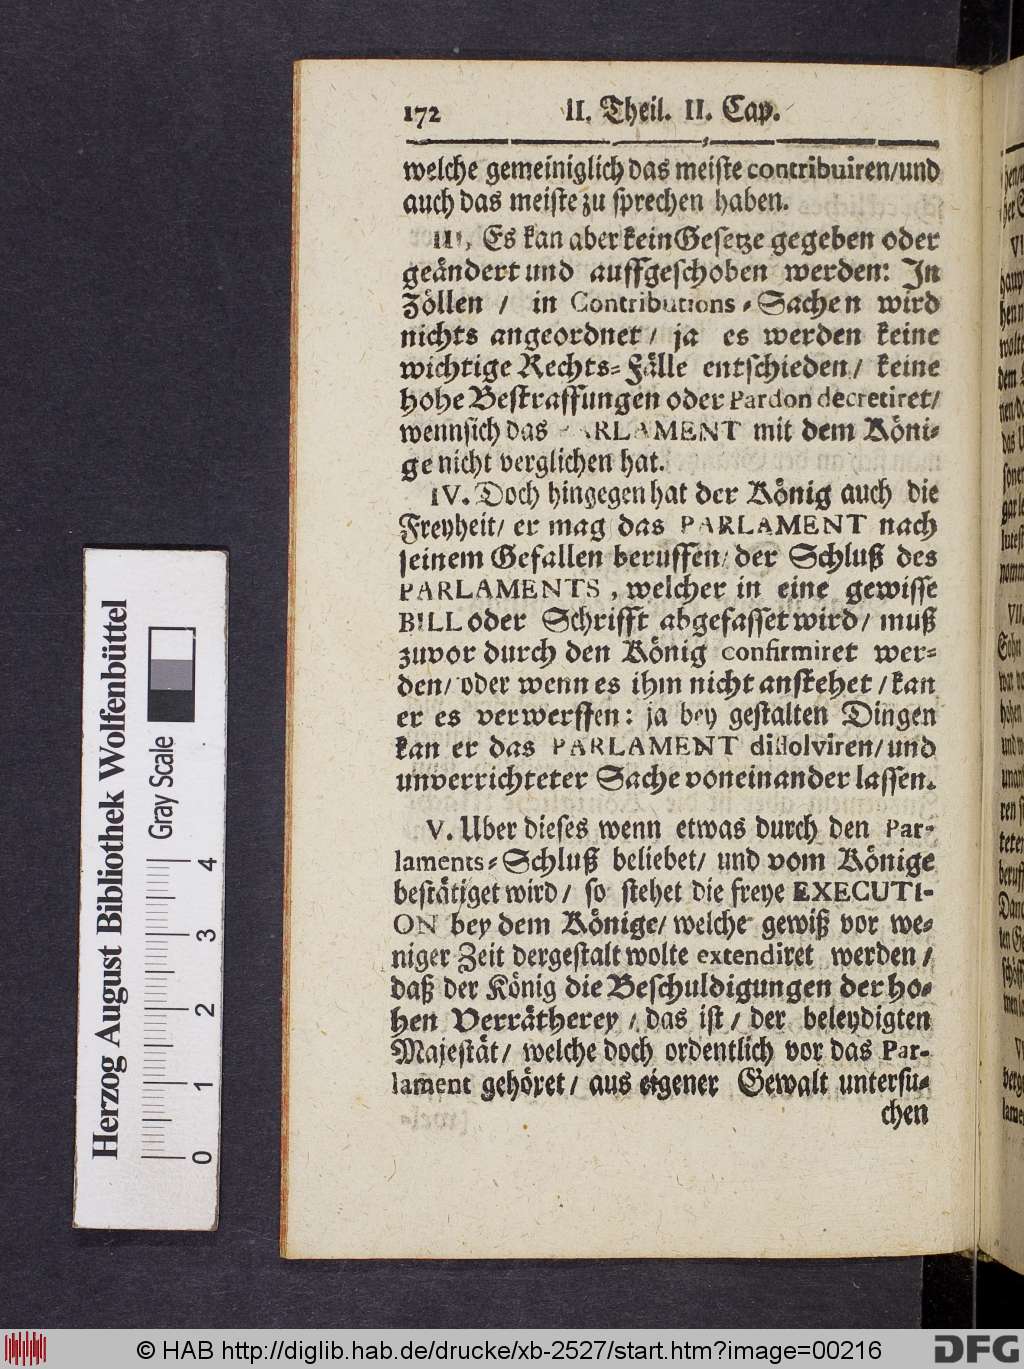 172 II. Theil. II. Cap.
welche gemeiniglich das meiste contribuiren/und
auch das meiste zu sprechen haben.
III. Es kan aber kein Gesetze gegeben oder
geändert und auffgeschoben werden: In
Zöllen / in Contributions-Sachen wird
nichts angeordnet/ ja es werden keine
wichtige Rechts-Fälle entschieden/ keine
hohe Bestraffungen oder Pardon decretiret/
wenn sich das PARLAMENT mit dem Köni-
ge nicht verglichen hat.
IV. Doch hingegen hat der König auch die
Freyheit/ er mag das PARLAMENT nach
seinem Gefallen beruffen/ der Schluß des
PARLAMENTS, welcher in eine gewisse
BILL oder Schrifft abgefasset wird/ muß
zuvor durch den König confirmiret wer-
den/ oder wenn es ihm nicht anstehet/kan
er es verwerffen: ja bey gestalten Dingen
kan er das PARLAMENT dissolviren/und
unverrichteter Sache voneinander lassen.
V. Uber dieses wenn etwas durch den Par-
laments-Schluß beliebet/ und vom Könige
bestätiget wird/ so stehet die freye EXECUTI-
ON bey dem Könige/ welche gewiß vor we-
niger Zeit dergestalt wolte extendiret werden/
daß der König die Beschuldigungen der ho-
hen Verrätherey / das ist / der beleydigten
Majestät/ welche doch ordentlich vor das Par-
lament gehöret/ aus eigener Gewalt untersu-
chen
Herzog August Bibliothek Wolfenbüttel
Gray Scale
0 1 2 3 4
© HAB http://diglib.hab.de/drucke/xb-2527/start.htm?image=00216
DFG